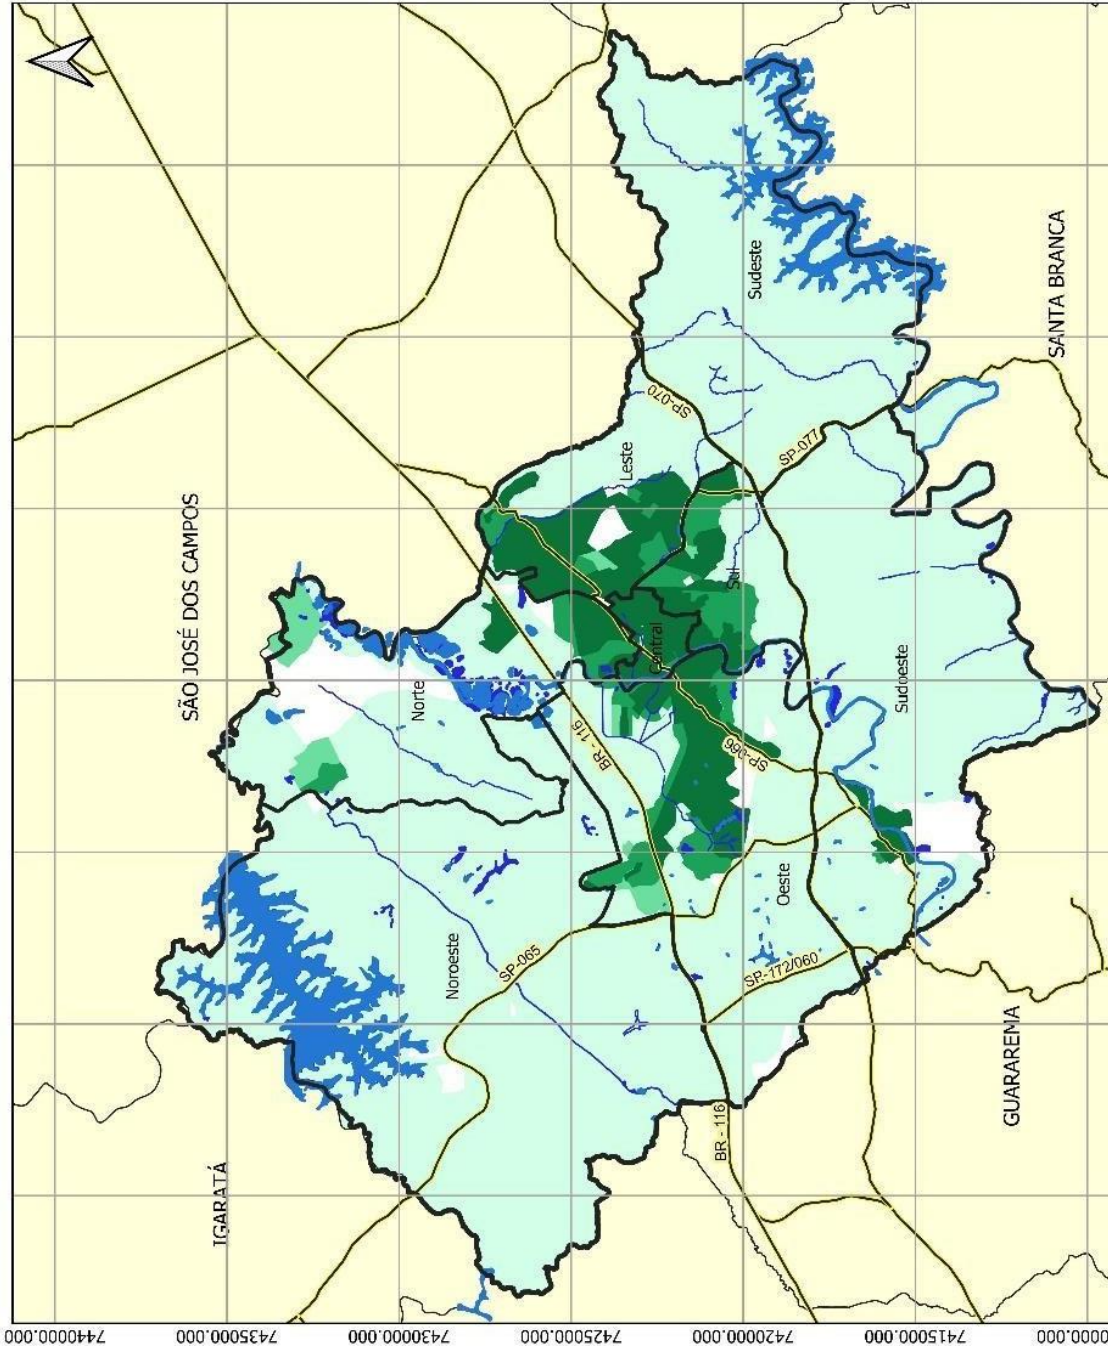 SÃO JOSÉ DOS CAMPOS
IGARATÁ
SANTA BRANCA
GUARAREMA
Norte
Noroeste
Leste
Sudeste
Central
Sul
Oeste
Sudoeste
SP-070
SP-077
BR - 116
SP-066
SP-065
SP-172/060
BR - 116
7440000.000
7435000.000
7430000.000
7425000.000
7420000.000
7415000.000
0000.000